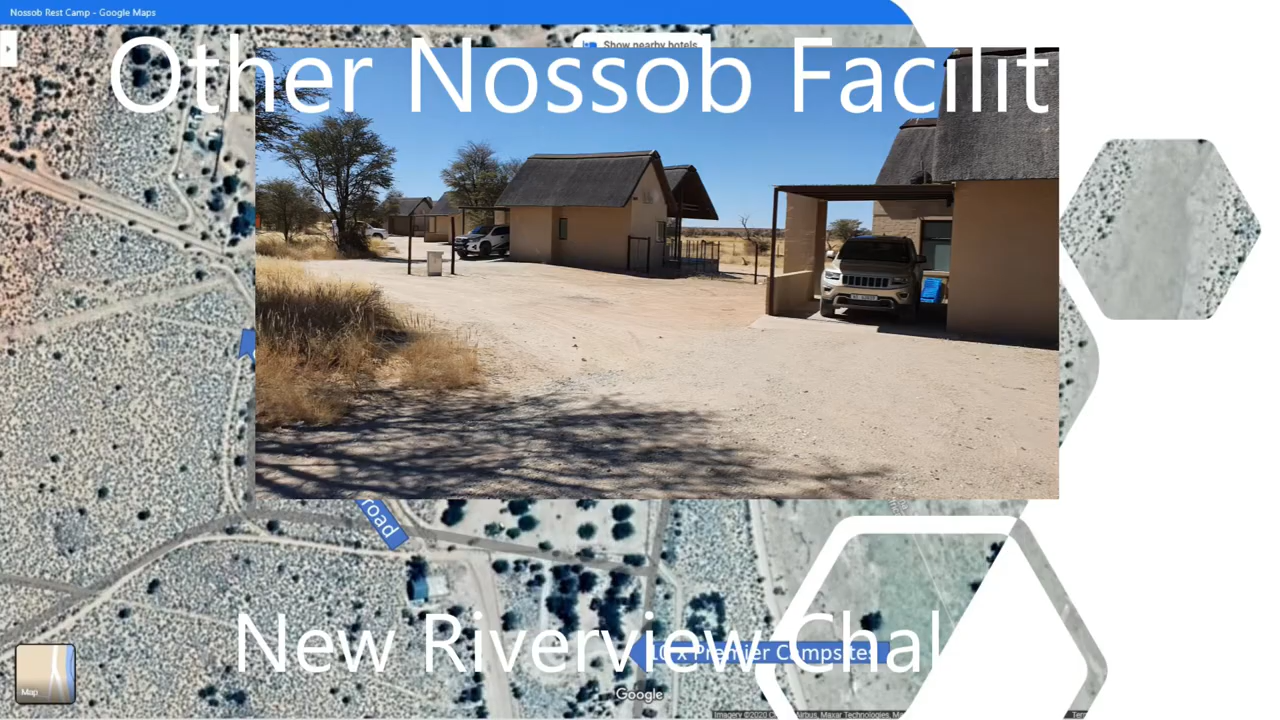 Nossob Rest Camp - Google Maps
Show nearby hotels
Other Nossob Facilit
road
New Riverview Chal
10 x Premier Campsites
Map
Google